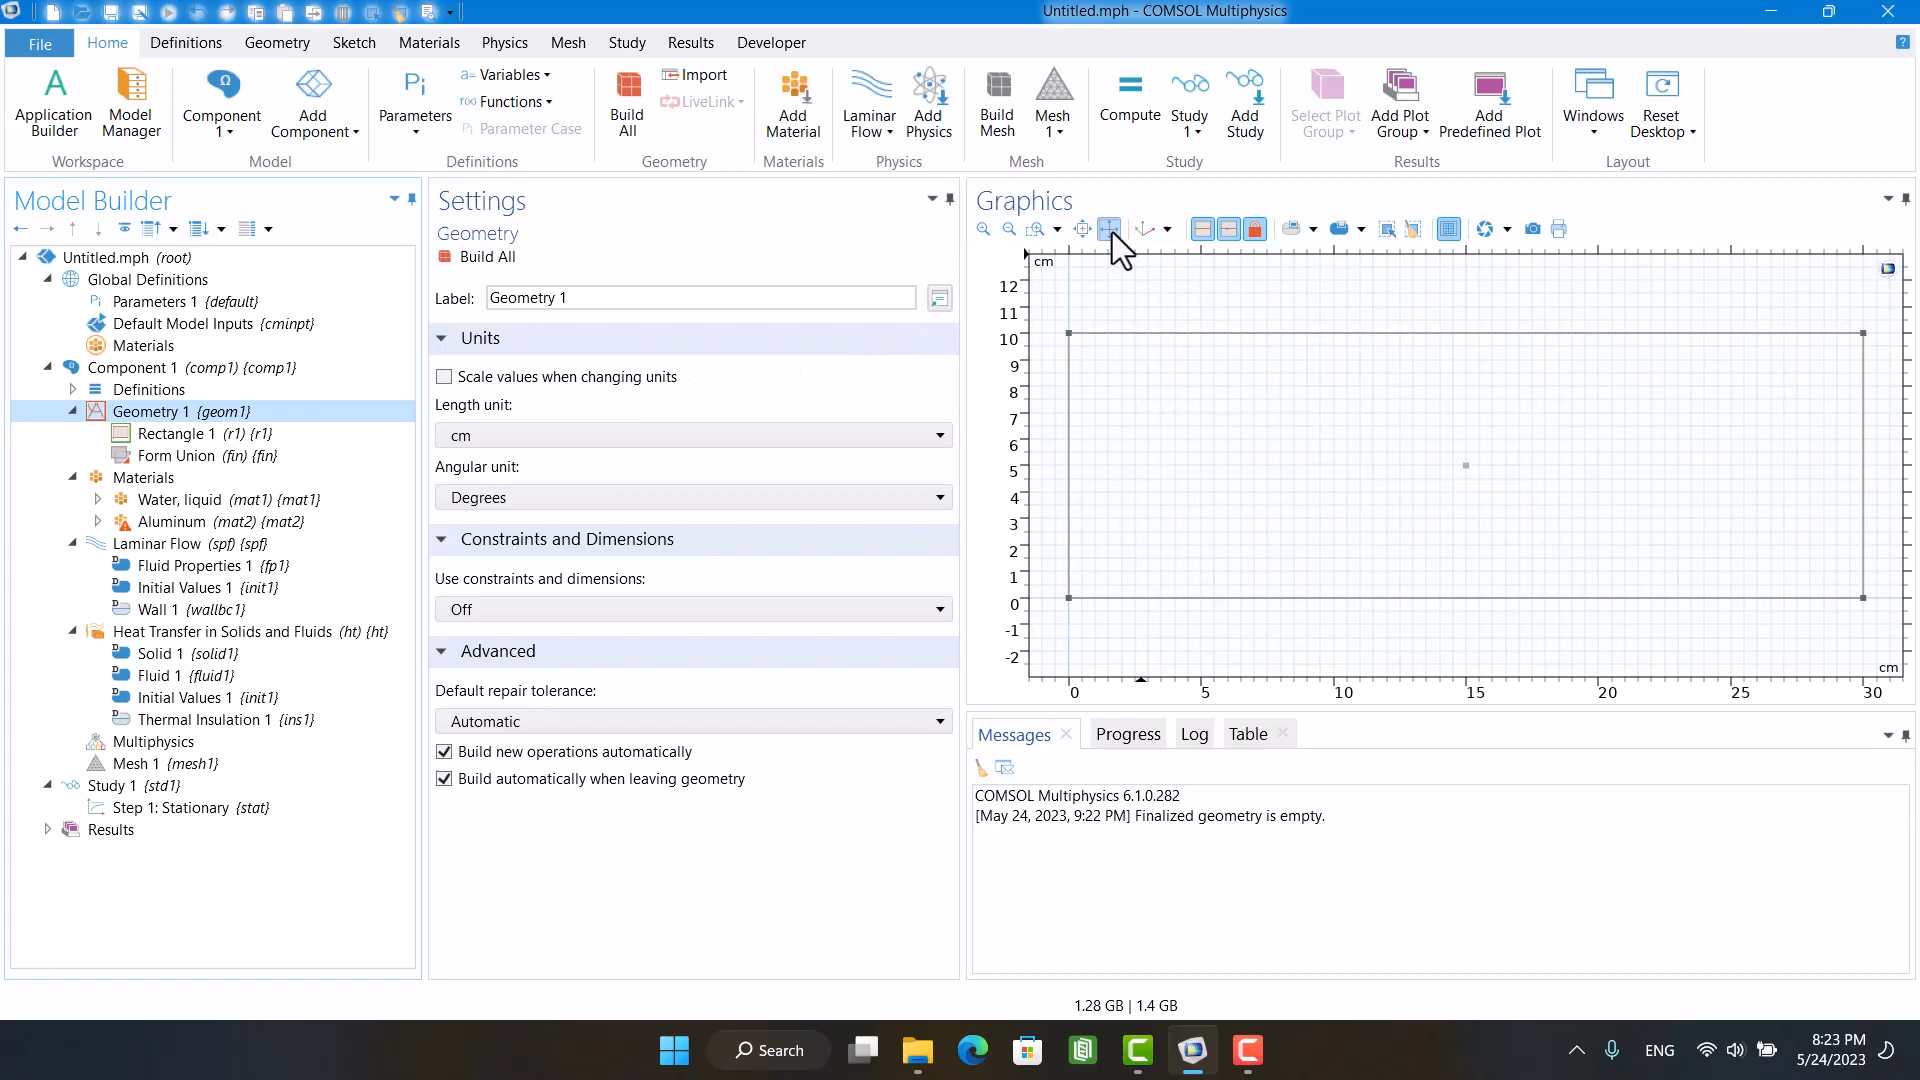 Untitled.mph - COMSOL Multiphysics
File Home Definitions Geometry Sketch Materials Physics Mesh Study Results Developer
Application Builder
Model Manager
Workspace
Component 1
Add Component
Model
Pi
Parameters
a= Variables
f(x) Functions
Pi Parameter Case
Definitions
Build All
Import
LiveLink
Geometry
Add Material
Materials
Laminar Flow
Add Physics
Physics
Build Mesh
Mesh 1
Mesh
Compute
Study 1
Add Study
Study
Select Plot Group
Add Plot Group
Add Predefined Plot
Results
Windows
Reset Desktop
Layout
Model Builder
Untitled.mph (root)
Global Definitions
Pi Parameters 1 {default}
Default Model Inputs {cminpt}
Materials
Component 1 (comp1) {comp1}
Definitions
Geometry 1 {geom1}
Rectangle 1 (r1) {r1}
Form Union (fin) {fin}
Materials
Water, liquid (mat1) {mat1}
Aluminum (mat2) {mat2}
Laminar Flow (spf) {spf}
Fluid Properties 1 {fp1}
Initial Values 1 {init1}
Wall 1 {wallbc1}
Heat Transfer in Solids and Fluids (ht) {ht}
Solid 1 {solid1}
Fluid 1 {fluid1}
Initial Values 1 {init1}
Thermal Insulation 1 {ins1}
Multiphysics
Mesh 1 {mesh1}
Study 1 {std1}
Step 1: Stationary {stat}
Results
Settings
Geometry
Build All
Label: Geometry 1
Units
Scale values when changing units
Length unit:
cm
Angular unit:
Degrees
Constraints and Dimensions
Use constraints and dimensions:
Off
Advanced
Default repair tolerance:
Automatic
Build new operations automatically
Build automatically when leaving geometry
Graphics
cm
12
11
10
9
8
7
6
5
4
3
2
1
0
-1
-2
cm
0 5 10 15 20 25 30
Messages Progress Log Table
COMSOL Multiphysics 6.1.0.282
[May 24, 2023, 9:22 PM] Finalized geometry is empty.
1.28 GB | 1.4 GB
Search
ENG
8:23 PM
5/24/2023